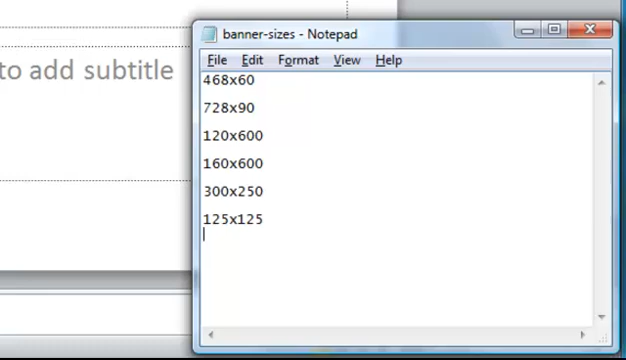 banner-sizes - Notepad
File Edit Format View Help
to add subtitle
468x60
728x90
120x600
160x600
300x250
125x125